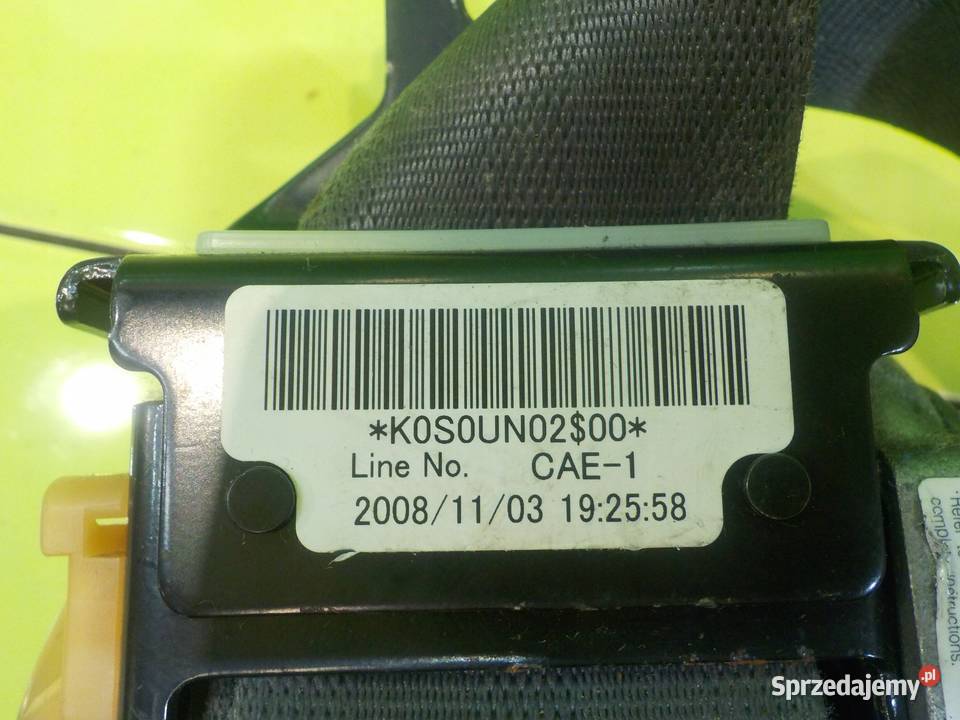 *K0S0UN02$00*
Line No. CAE-1
2008/11/03 19:25:58
instructions.
Sprzedajemy.pl